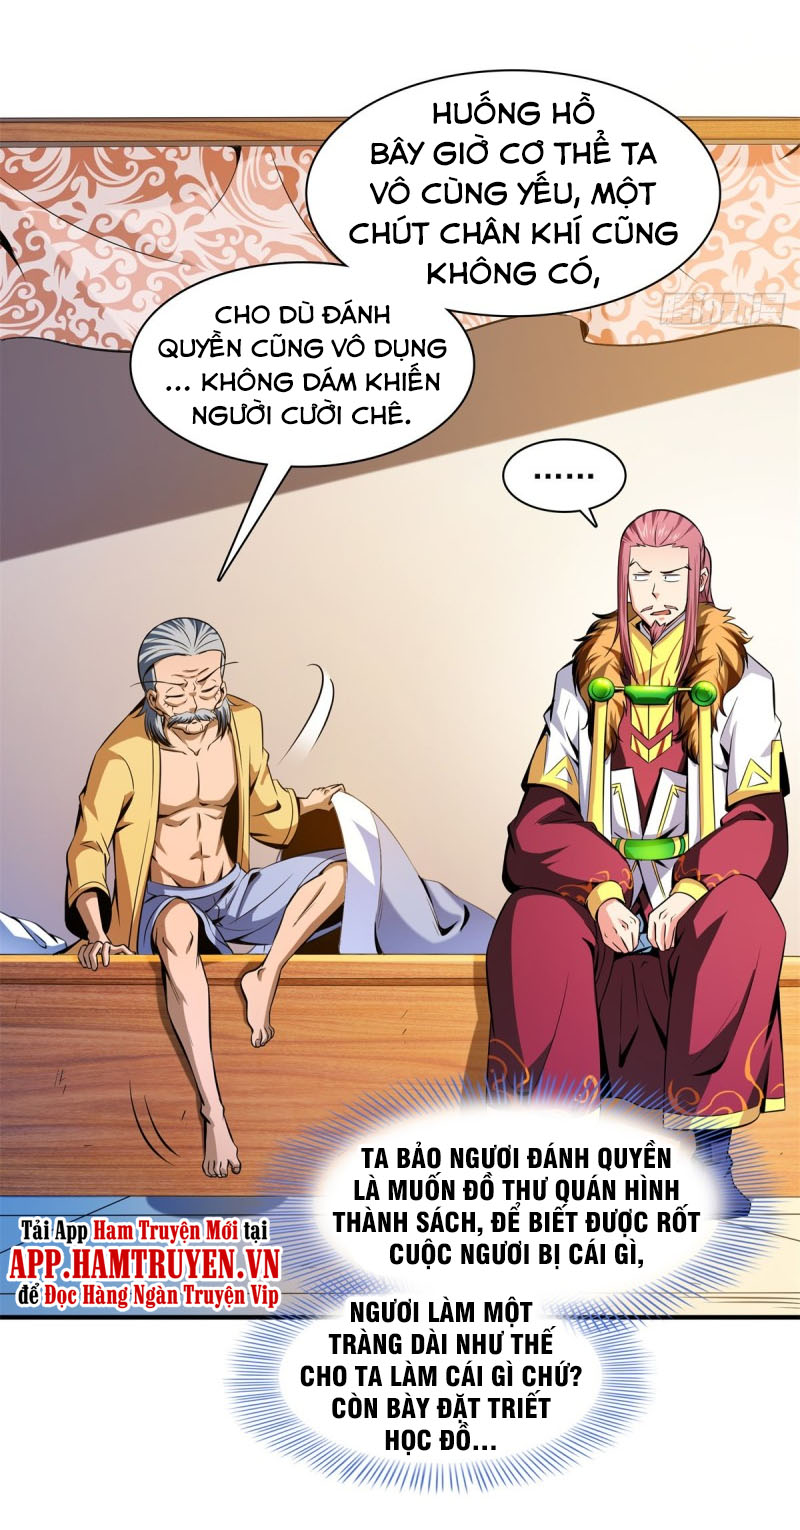 HUỐNG HỒ
BÂY GIỜ CƠ THỂ TA
VÔ CÙNG YẾU, MỘT
CHÚT CHÂN KHÍ CŨNG
KHÔNG CÓ,
CHO DÙ ĐÁNH
QUYỀN CŨNG VÔ DỤNG
... KHÔNG DÁM KHIẾN
NGƯỜI CƯỜI CHÊ.
......
TA BẢO NGƯƠI ĐÁNH QUYỀN
LÀ MUỐN ĐỒ THƯ QUÁN HÌNH
THÀNH SÁCH, ĐỂ BIẾT ĐƯỢC RỐT
CUỘC NGƯƠI BỊ CÁI GÌ,
NGƯƠI LÀM MỘT
TRÀNG DÀI NHƯ THẾ
CHO TA LÀM CÁI GÌ CHỨ?
CÒN BÀY ĐẶT TRIẾT
HỌC ĐỒ...
Tải App Ham Truyện Mới tại
APP.HAMTRUYEN.VN
để Đọc Hàng Ngàn Truyện Vip